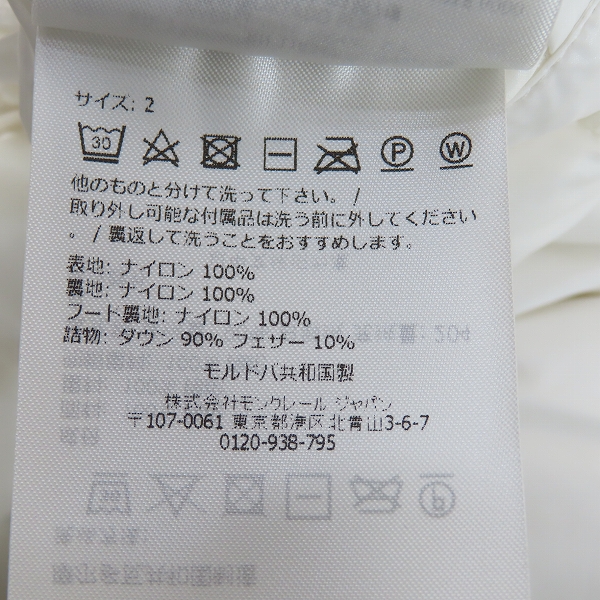 サイズ: 2
30 P W
他のものと分けて洗って下さい。 /
取り外し可能な付属品は洗う前に外してください
。 / 裏返して洗うことをおすすめします。
表地: ナイロン 100%
裏地: ナイロン 100%
フード裏地: ナイロン 100%
詰物: ダウン 90% フェザー 10%
モルドバ共和国製
株式会社モンクレール ジャパン
〒107-0061 東京都港区北青山3-6-7
0120-938-795